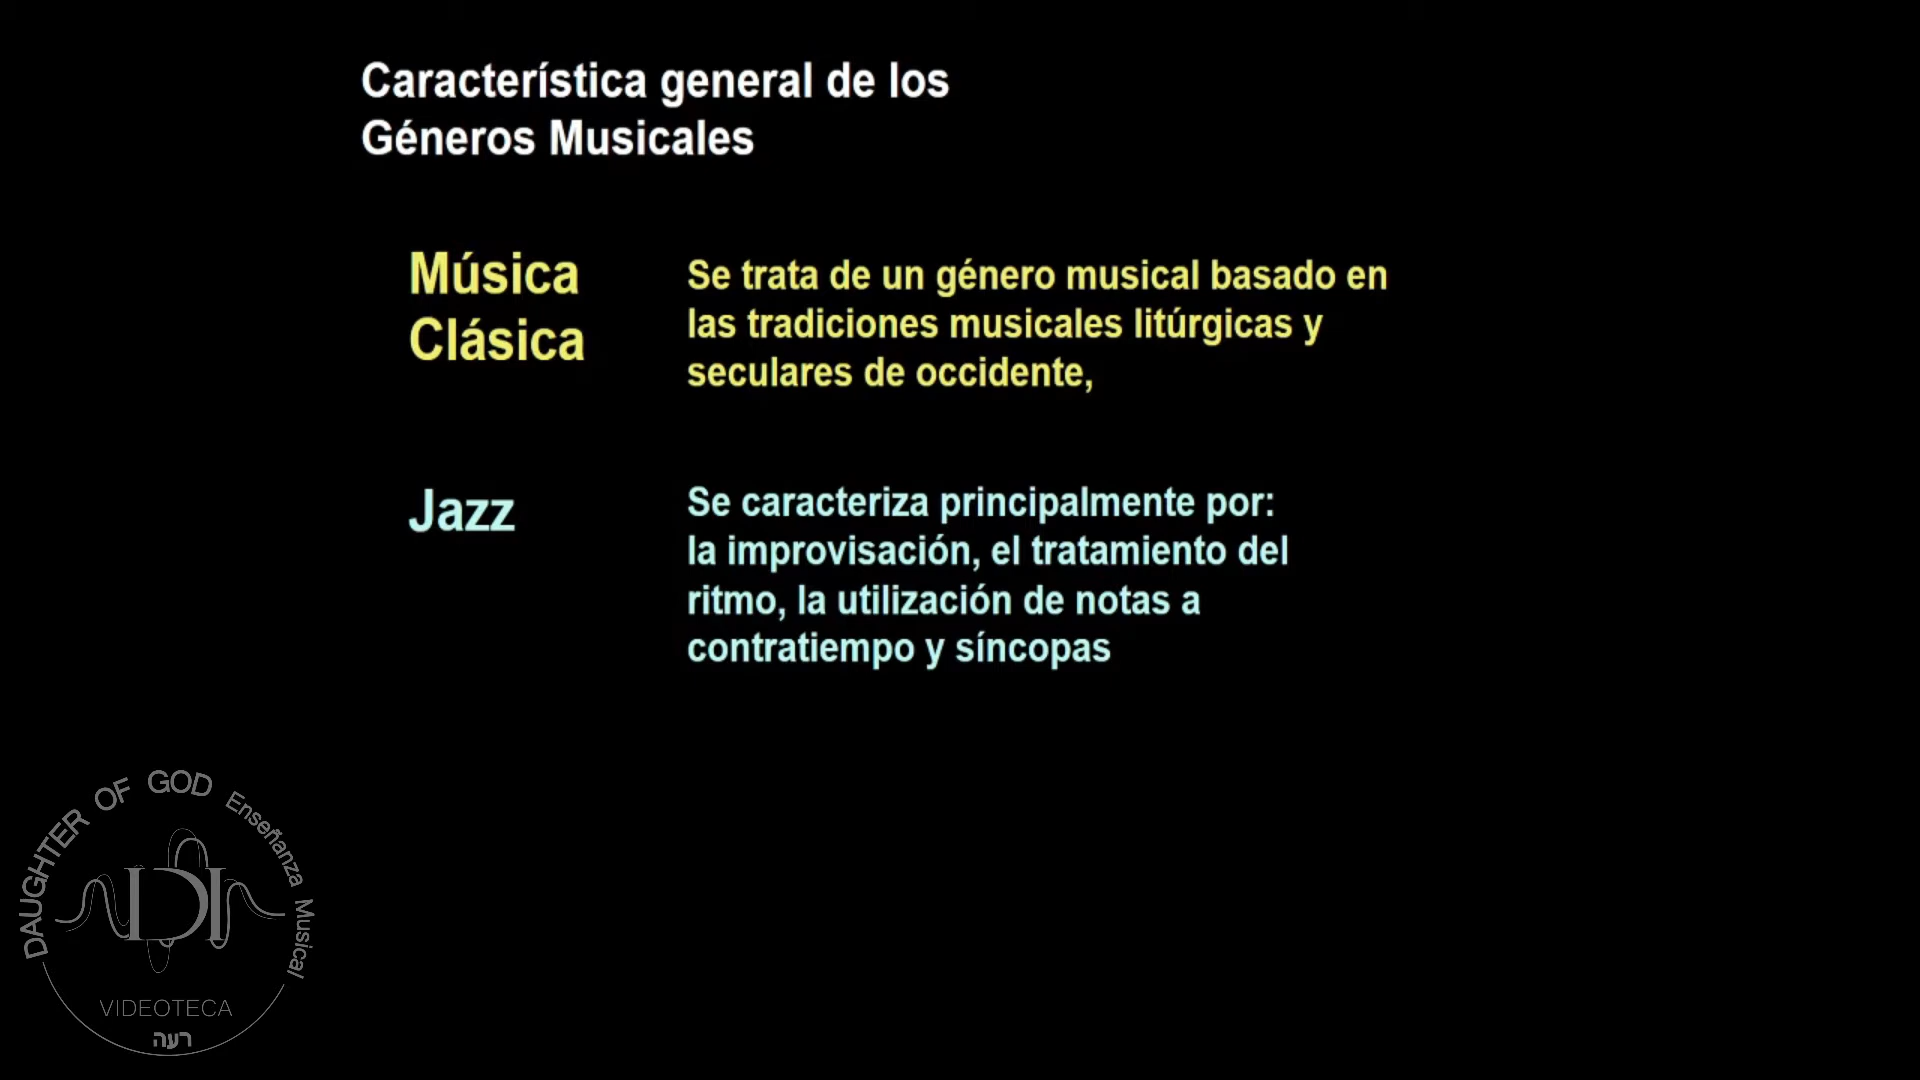 Característica general de los
Géneros Musicales
Música
Clásica
Se trata de un género musical basado en
las tradiciones musicales litúrgicas y
seculares de occidente,
Jazz
Se caracteriza principalmente por:
la improvisación, el tratamiento del
ritmo, la utilización de notas a
contratiempo y síncopas
DAUGHTER OF GOD Enseñanza Musical
DI
VIDEOTECA
רעה